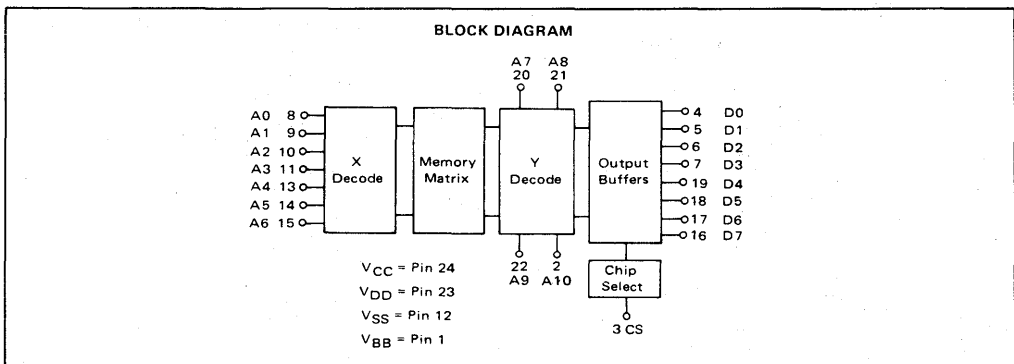 BLOCK DIAGRAM
A7 A8
20 21
A0 8
A1 9
A2 10
A3 11
A4 13
A5 14
A6 15
X
Decode
Memory
Matrix
Y
Decode
Output
Buffers
4 D0
5 D1
6 D2
7 D3
19 D4
18 D5
17 D6
16 D7
22 2
A9 A10
Chip
Select
3 CS
VCC = Pin 24
VDD = Pin 23
VSS = Pin 12
VBB = Pin 1